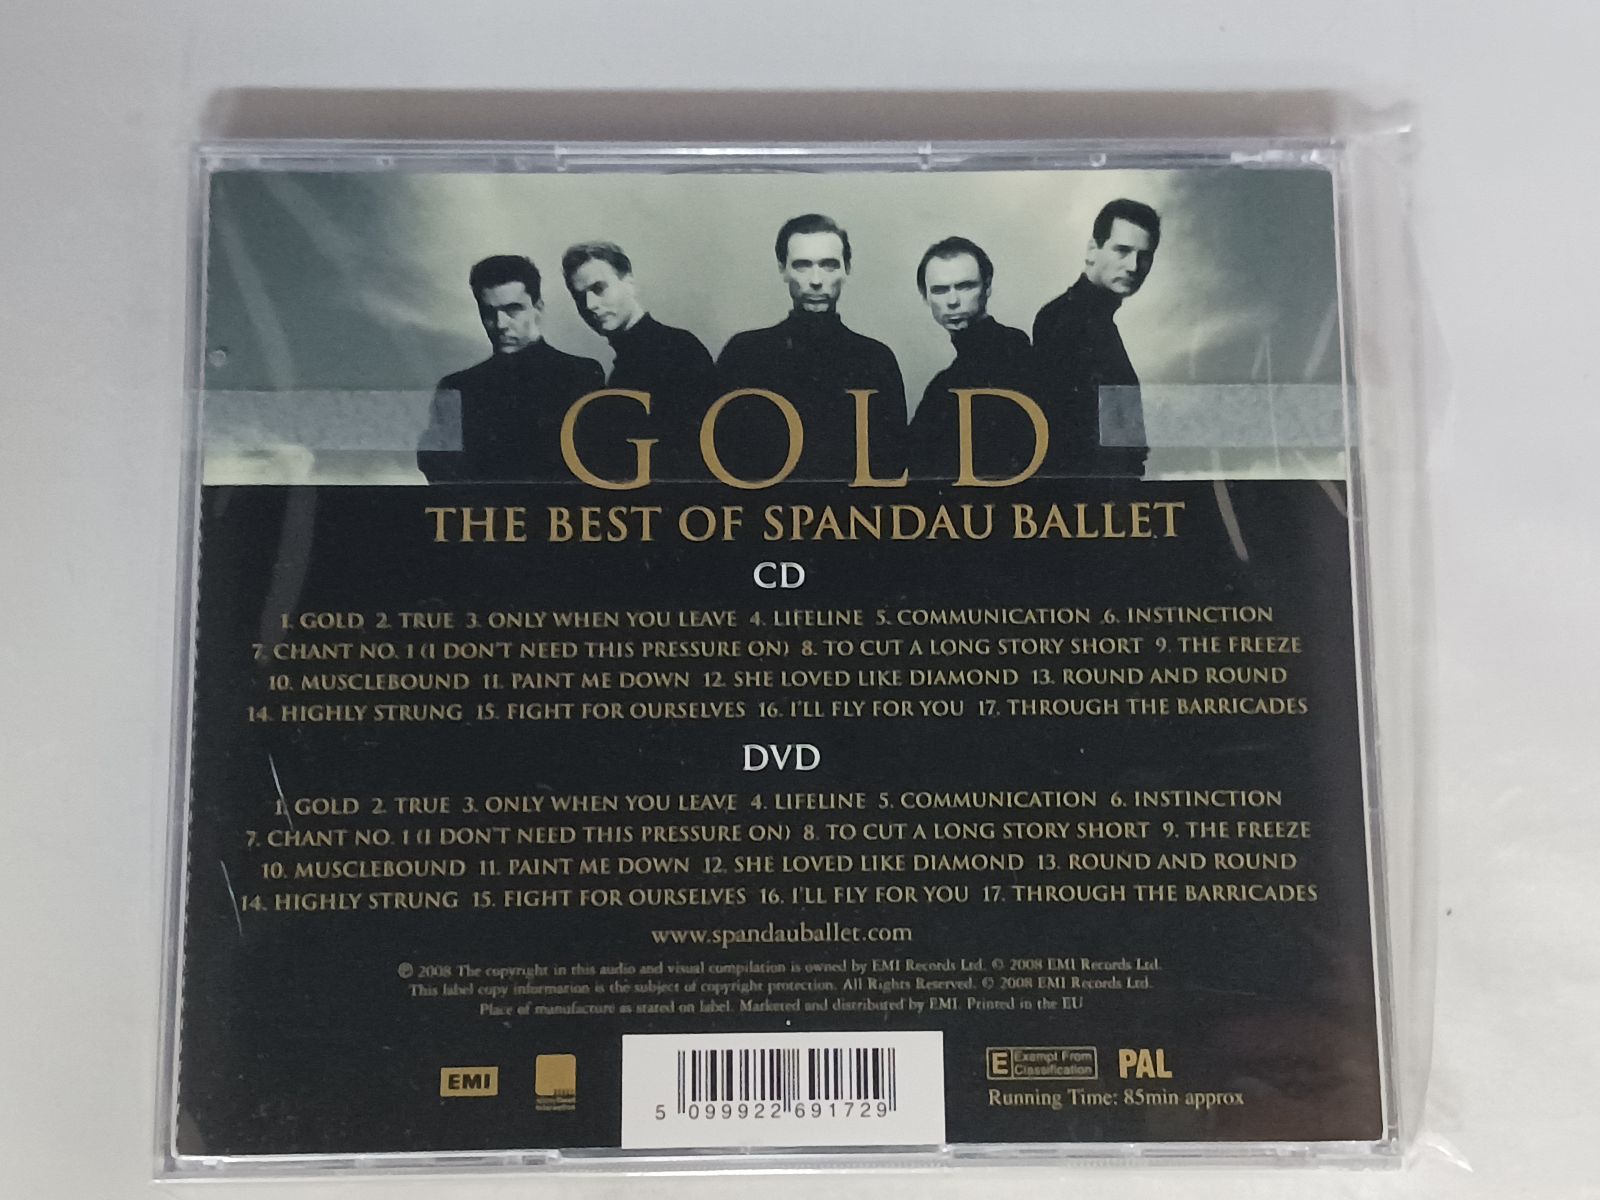 GOLD
THE BEST OF SPANDAU BALLET
CD
1. GOLD 2. TRUE 3. ONLY WHEN YOU LEAVE 4. LIFELINE 5. COMMUNICATION 6. INSTINCTION
7. CHANT NO. 1 (I DON'T NEED THIS PRESSURE ON) 8. TO CUT A LONG STORY SHORT 9. THE FREEZE
10. MUSCLEBOUND 11. PAINT ME DOWN 12. SHE LOVED LIKE DIAMOND 13. ROUND AND ROUND
14. HIGHLY STRUNG 15. FIGHT FOR OURSELVES 16. I'LL FLY FOR YOU 17. THROUGH THE BARRICADES
DVD
1. GOLD 2. TRUE 3. ONLY WHEN YOU LEAVE 4. LIFELINE 5. COMMUNICATION 6. INSTINCTION
7. CHANT NO. 1 (I DON'T NEED THIS PRESSURE ON) 8. TO CUT A LONG STORY SHORT 9. THE FREEZE
10. MUSCLEBOUND 11. PAINT ME DOWN 12. SHE LOVED LIKE DIAMOND 13. ROUND AND ROUND
14. HIGHLY STRUNG 15. FIGHT FOR OURSELVES 16. I'LL FLY FOR YOU 17. THROUGH THE BARRICADES
www.spandauballet.com
℗ 2008 The copyright in this audio and visual compilation is owned by EMI Records Ltd. © 2008 EMI Records Ltd.
This label copy information is the subject of copyright protection. All Rights Reserved. © 2008 EMI Records Ltd.
Place of manufacture as stated on label. Marketed and distributed by EMI. Printed in the EU
EMI
5 099922 691729
E Exempt From Classification
PAL
Running Time: 85min approx